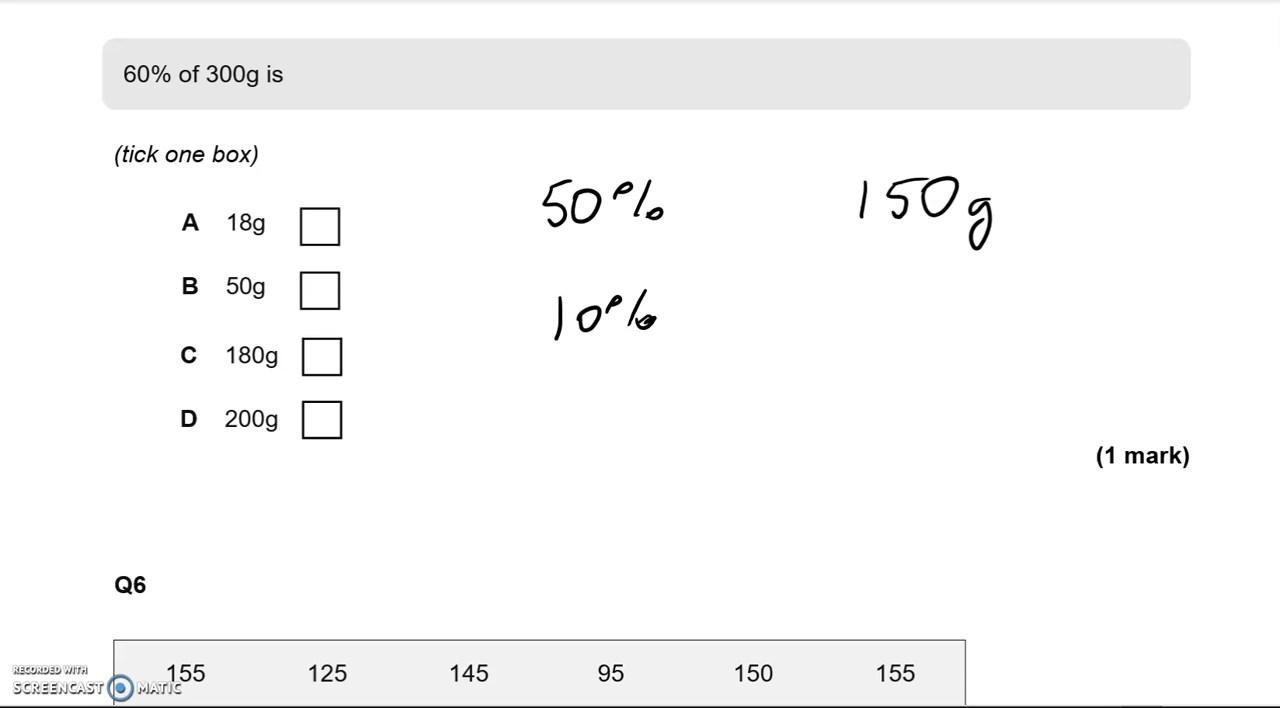 60% of 300g is
(tick one box)
A 18g 50% 150g
B 50g
10%
C 180g
D 200g
(1 mark)
Q6
155 125 145 95 150 155
RECORDED WITH
SCREENCAST MATIC